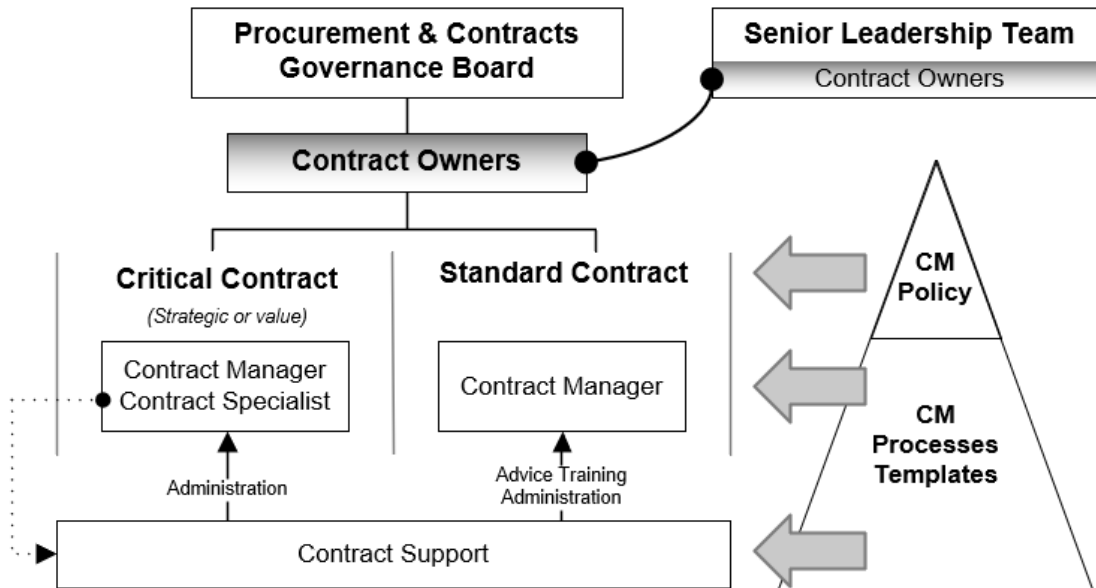 Procurement & Contracts
Governance Board
Senior Leadership Team
Contract Owners
Contract Owners
Critical Contract
(Strategic or value)
Standard Contract
Contract Manager
Contract Specialist
Contract Manager
Administration
Advice Training
Administration
Contract Support
CM
Policy
CM
Processes
Templates